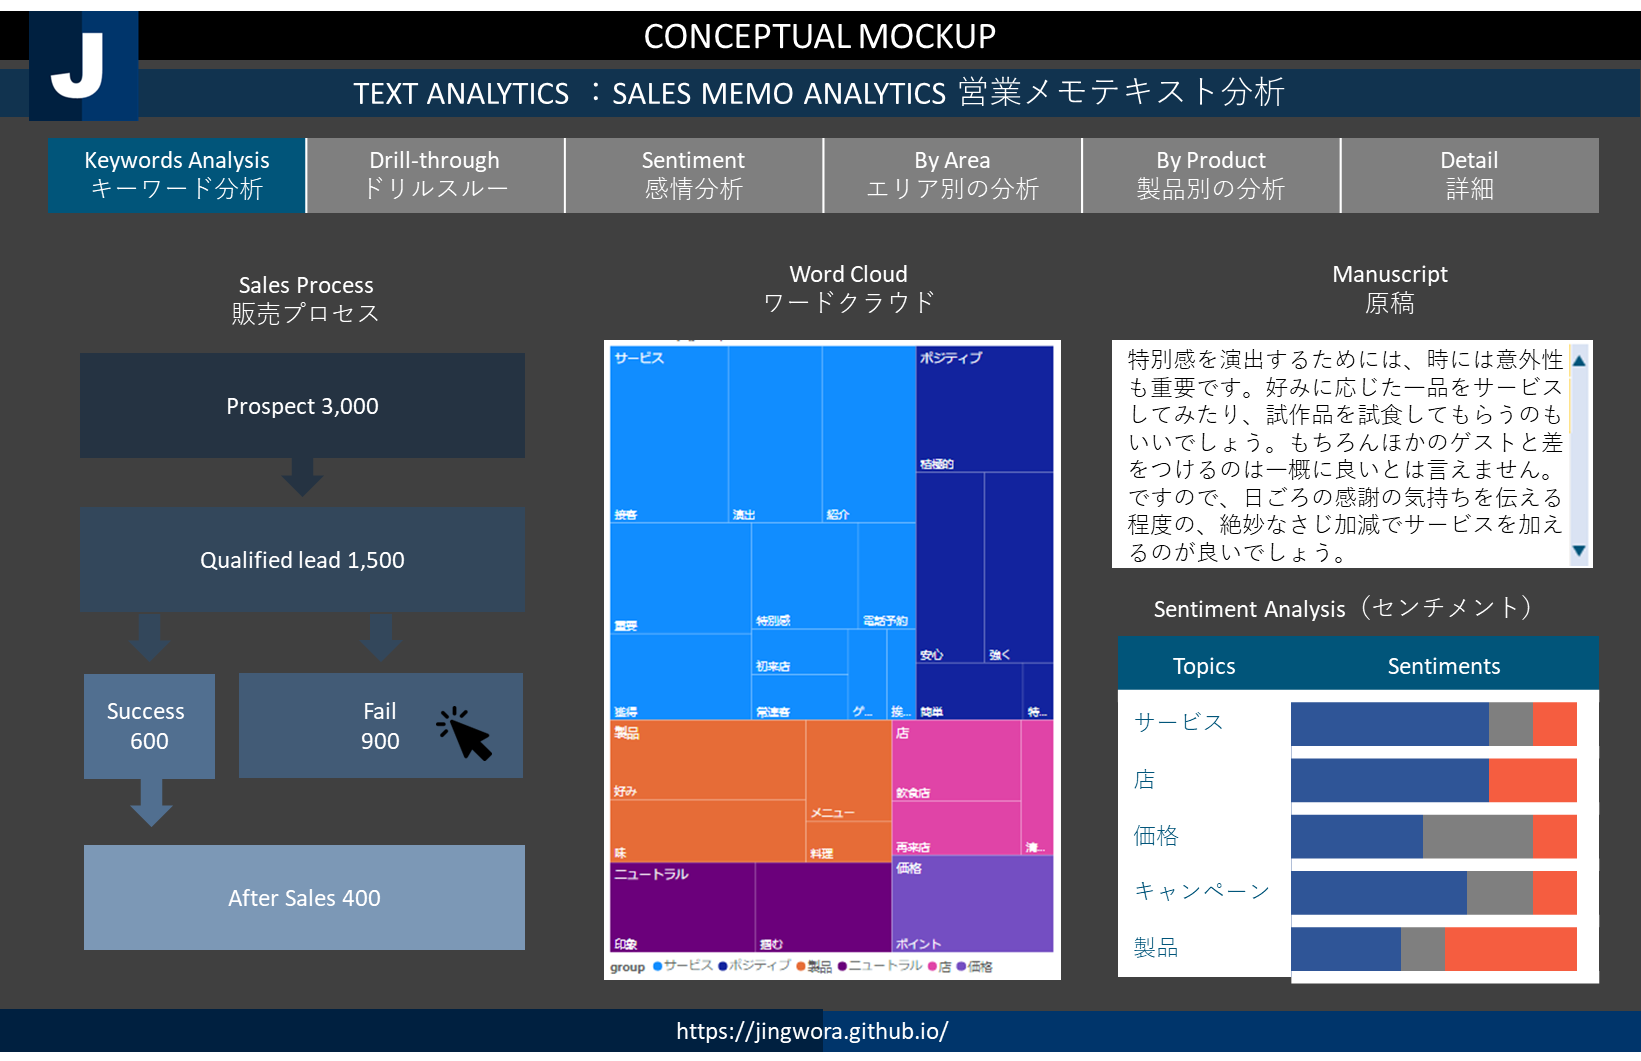 CONCEPTUAL MOCKUP
J
TEXT ANALYTICS ：SALES MEMO ANALYTICS 営業メモテキスト分析
Keywords Analysis
キーワード分析
Drill-through
ドリルスルー
Sentiment
感情分析
By Area
エリア別の分析
By Product
製品別の分析
Detail
詳細
Sales Process
販売プロセス
Prospect 3,000
Qualified lead 1,500
Success
600
Fail
900
After Sales 400
Word Cloud
ワードクラウド
サービス
接客
演出
紹介
重要
特別感
電話予約
獲得
初来店
常連客
ゲ...
挨...
ポジティブ
積極的
安心
強く
簡単
特...
製品
好み
味
メニュー
料理
店
飲食店
再来店
清...
ニュートラル
印象
掴む
価格
ポイント
group サービス ポジティブ 製品 ニュートラル 店 価格
Manuscript
原稿
特別感を演出するためには、時には意外性
も重要です。好みに応じた一品をサービス
してみたり、試作品を試食してもらうのも
いいでしょう。もちろんほかのゲストと差
をつけるのは一概に良いとは言えません。
ですので、日ごろの感謝の気持ちを伝える
程度の、絶妙なさじ加減でサービスを加え
るのが良いでしょう。
Sentiment Analysis（センチメント）
Topics
Sentiments
サービス
店
価格
キャンペーン
製品
https://jingwora.github.io/